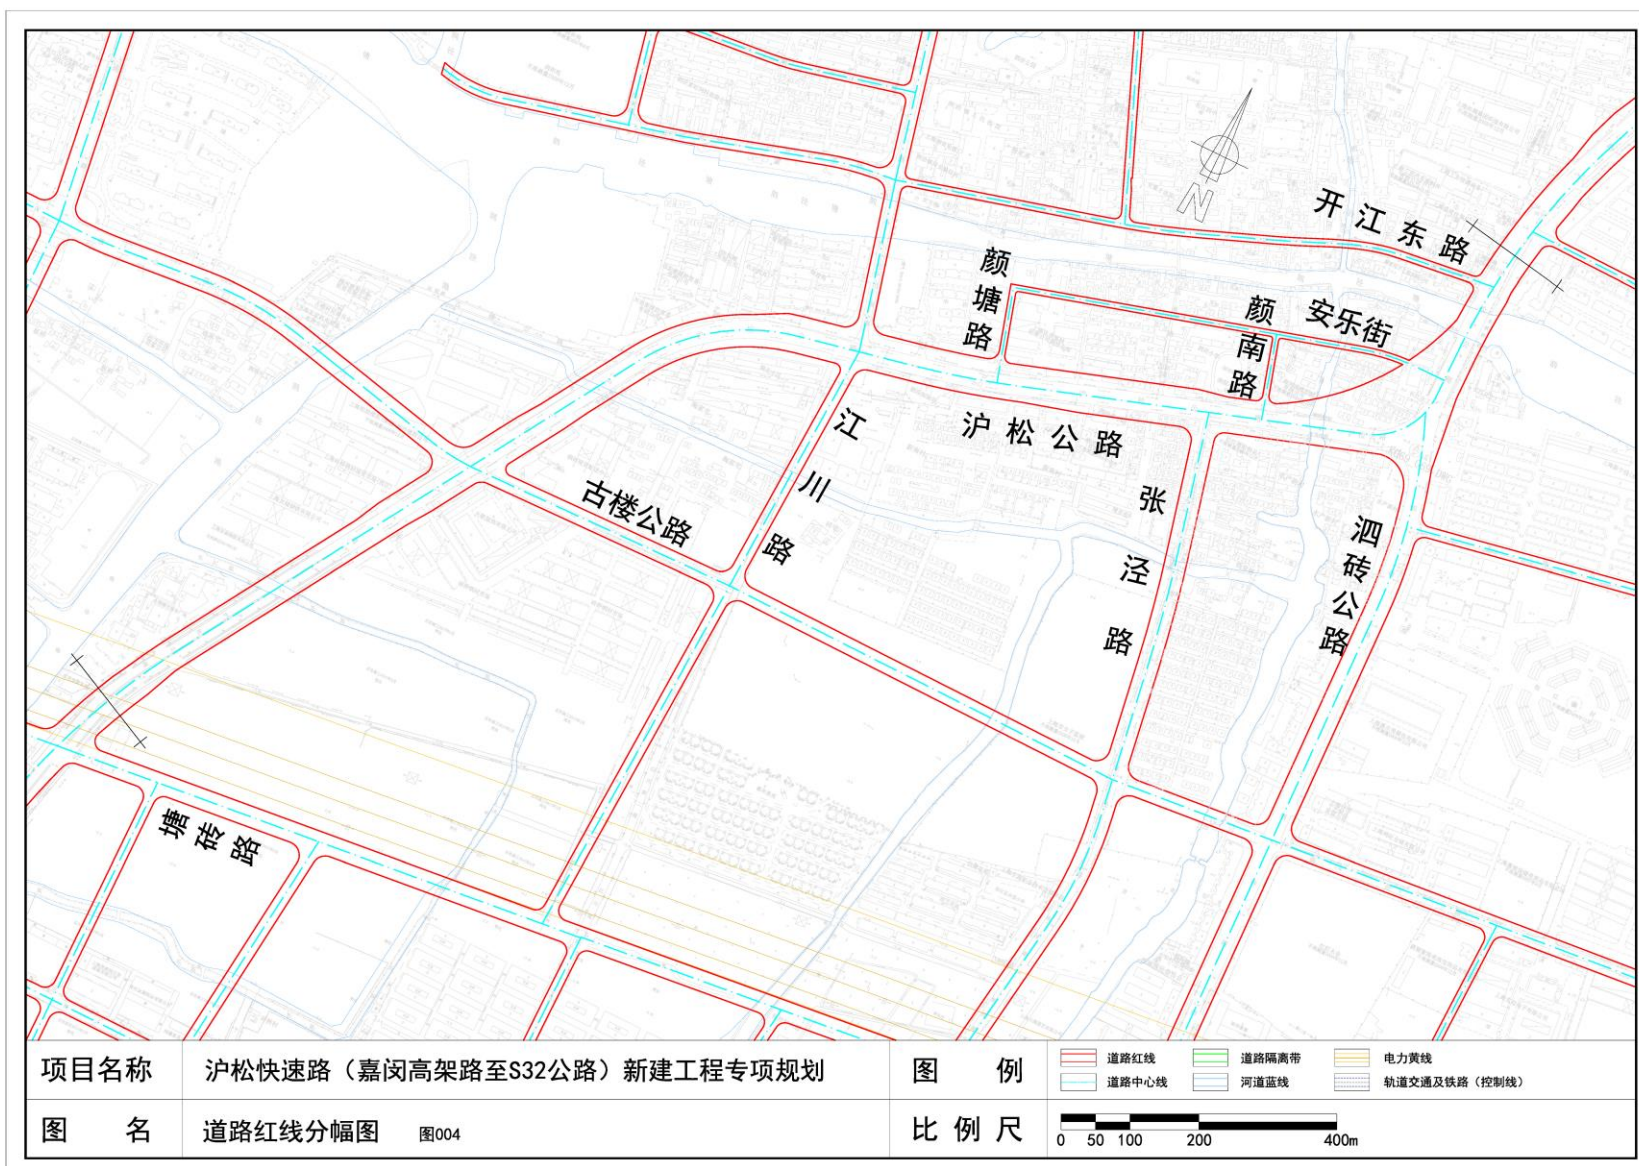 N
开江东路
颜塘路
颜南路
安乐街
江川路
沪松公路
古楼公路
张泾路
泗砖公路
塘砖路
项目名称
沪松快速路（嘉闵高架路至S32公路）新建工程专项规划
图 例
道路红线
道路隔离带
电力黄线
道路中心线
河道蓝线
轨道交通及铁路（控制线）
图 名
道路红线分幅图 图004
比例尺
0 50 100 200 400m